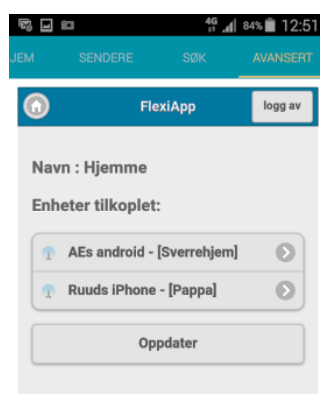 4G 84% 12:51
JEM SENDERE SØK AVANSERT
FlexiApp logg av
Navn : Hjemme
Enheter tilkoplet:
AEs android - [Sverrehjem]
Ruuds iPhone - [Pappa]
Oppdater